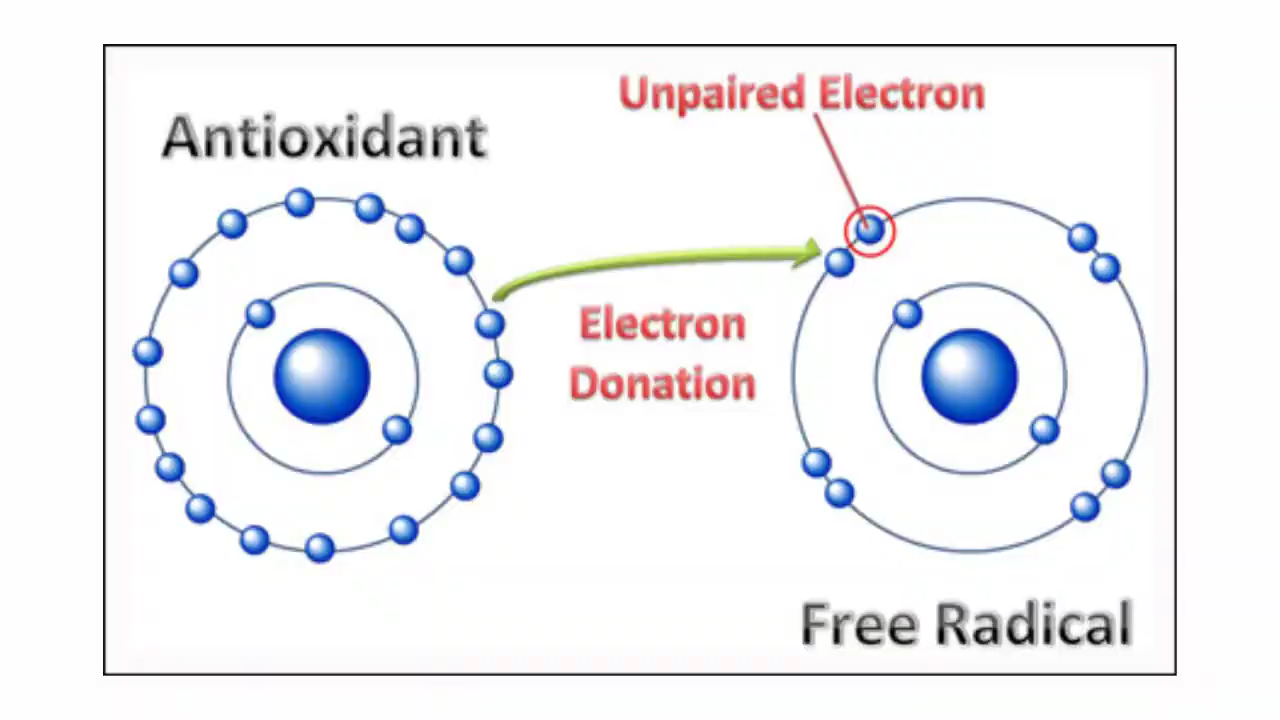 Unpaired Electron
Antioxidant
Electron
Donation
Free Radical